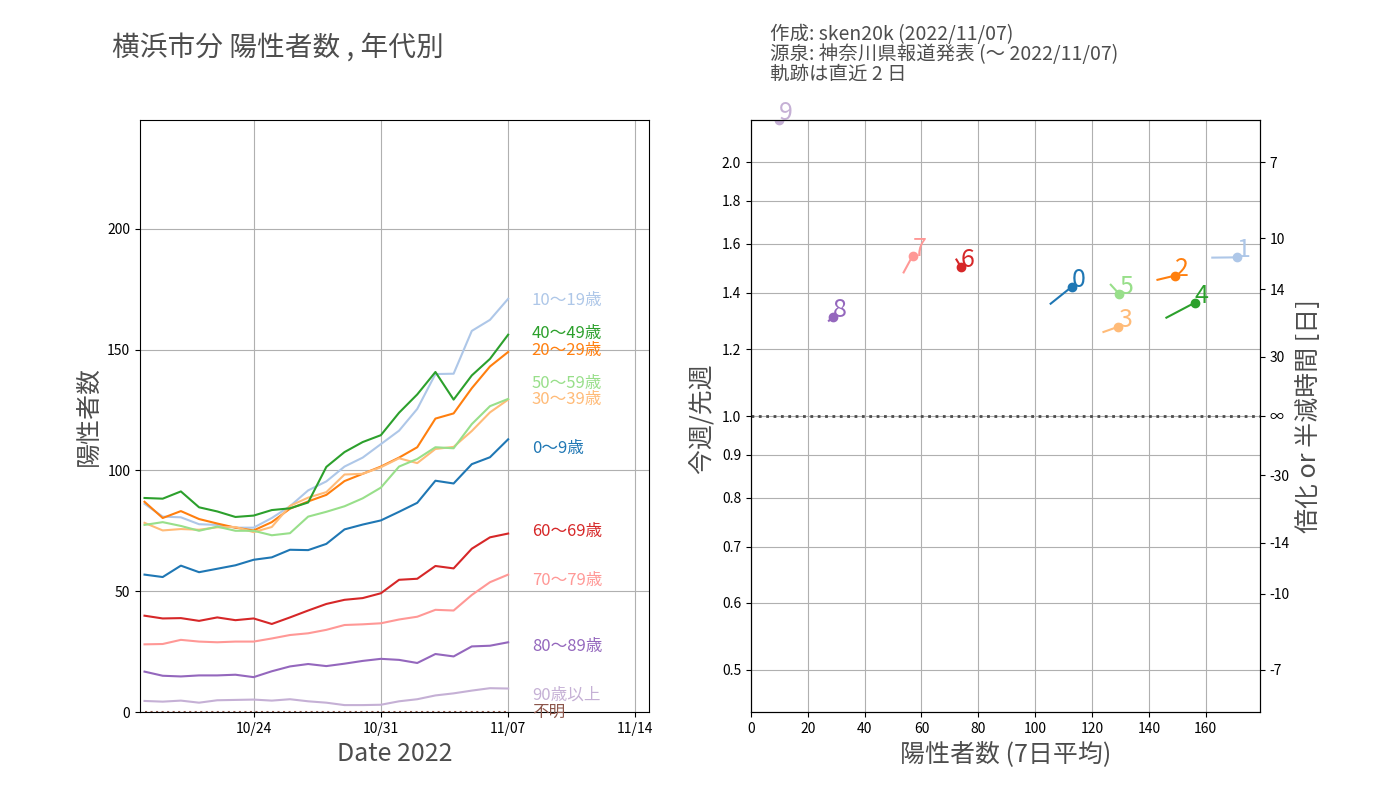 横浜市分 陽性者数 , 年代別
作成: sken20k (2022/11/07)
源泉: 神奈川県報道発表 (～ 2022/11/07)
軌跡は直近 2 日
陽性者数
200
150
100
50
0
10/24
10/31
11/07
11/14
Date 2022
10～19歳
40～49歳
20～29歳
50～59歳
30～39歳
0～9歳
60～69歳
70～79歳
80～89歳
90歳以上
不明
今週/先週
2.0
1.8
1.6
1.4
1.2
1.0
0.9
0.8
0.7
0.6
0.5
9
7
6
8
0
5
3
2
4
1
0
20
40
60
80
100
120
140
160
陽性者数 (7日平均)
7
10
14
30
∞
-30
-14
-10
-7
倍化 or 半減時間 [日]